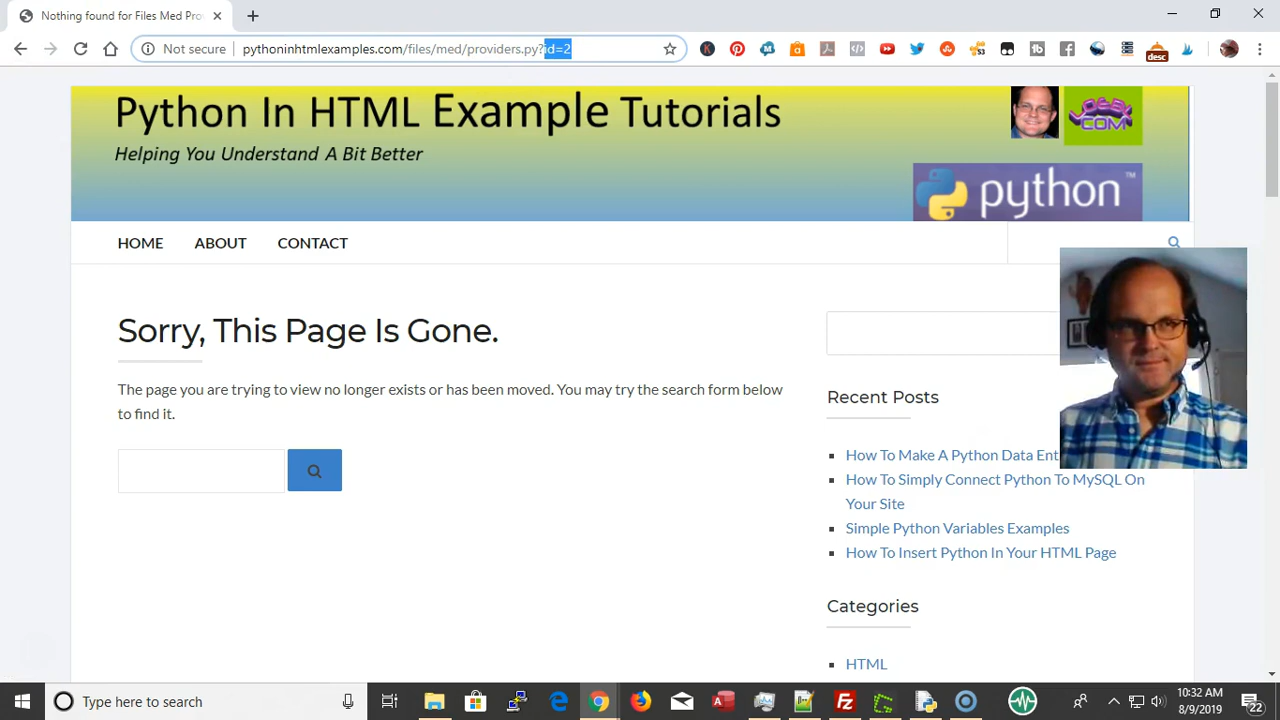 Nothing found for Files Med Prov
Not secure
pythoninhtmlexamples.com/files/med/providers.py?id=2
53
desc
Python In HTML Example Tutorials
Helping You Understand A Bit Better
.COM
python™
HOME
ABOUT
CONTACT
Sorry, This Page Is Gone.
The page you are trying to view no longer exists or has been moved. You may try the search form below
to find it.
Recent Posts
How To Make A Python Data Ent
How To Simply Connect Python To MySQL On
Your Site
Simple Python Variables Examples
How To Insert Python In Your HTML Page
Categories
HTML
Type here to search
10:32 AM
8/9/2019
22